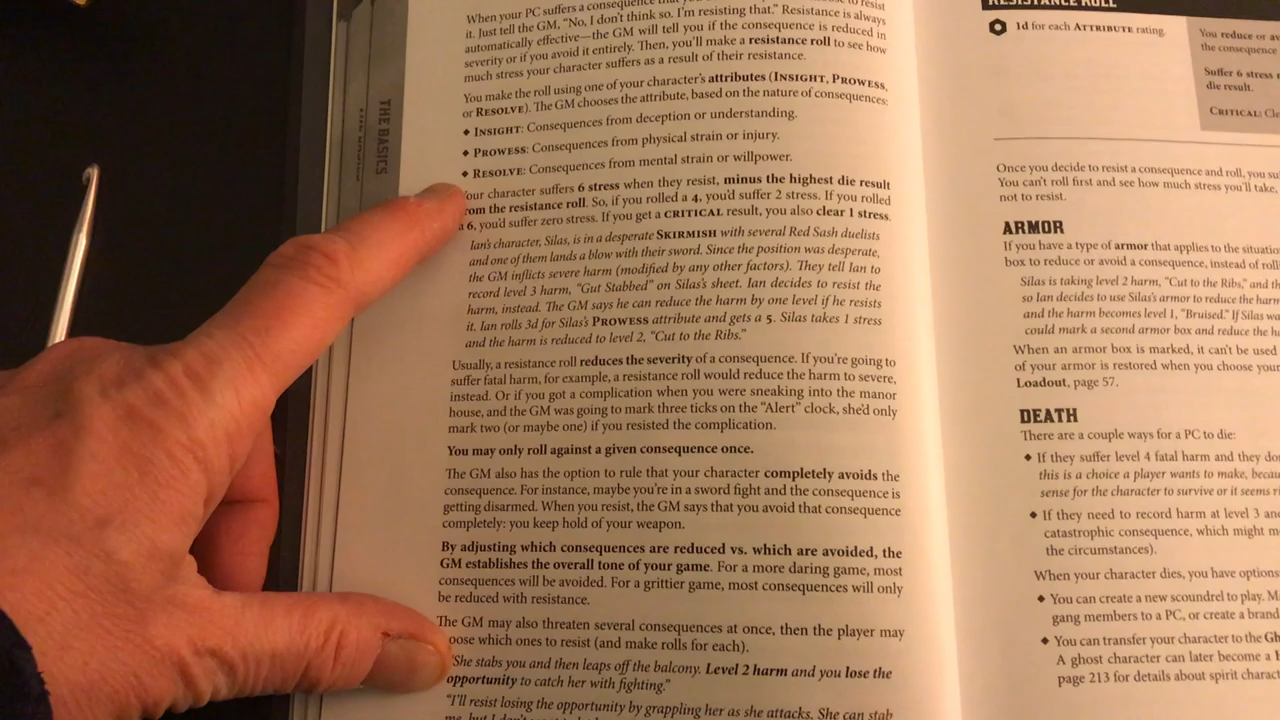 When your PC suffers a consequence
to resist
it. Just tell the GM, “No, I don’t think so. I’m resisting that.” Resistance is always
automatically effective—the GM will tell you if the consequence is reduced in
severity or if you avoid it entirely. Then, you’ll make a resistance roll to see how
much stress your character suffers as a result of their resistance.
You make the roll using one of your character’s attributes (INSIGHT, PROWESS,
or RESOLVE). The GM chooses the attribute, based on the nature of consequences:
◆ INSIGHT: Consequences from deception or understanding.
◆ PROWESS: Consequences from physical strain or injury.
◆ RESOLVE: Consequences from mental strain or willpower.
our character suffers 6 stress when they resist, minus the highest die result
rom the resistance roll. So, if you rolled a 4, you’d suffer 2 stress. If you rolled
a 6, you’d suffer zero stress. If you get a CRITICAL result, you also clear 1 stress.
Ian’s character, Silas, is in a desperate SKIRMISH with several Red Sash duelists
and one of them lands a blow with their sword. Since the position was desperate,
the GM inflicts severe harm (modified by any other factors). They tell Ian to
record level 3 harm, “Gut Stabbed” on Silas’s sheet. Ian decides to resist the
harm, instead. The GM says he can reduce the harm by one level if he resists
it. Ian rolls 3d for Silas’s PROWESS attribute and gets a 5. Silas takes 1 stress
and the harm is reduced to level 2, “Cut to the Ribs.”
Usually, a resistance roll reduces the severity of a consequence. If you’re going to
suffer fatal harm, for example, a resistance roll would reduce the harm to severe,
instead. Or if you got a complication when you were sneaking into the manor
house, and the GM was going to mark three ticks on the “Alert” clock, she’d only
mark two (or maybe one) if you resisted the complication.
You may only roll against a given consequence once.
The GM also has the option to rule that your character completely avoids the
consequence. For instance, maybe you’re in a sword fight and the consequence is
getting disarmed. When you resist, the GM says that you avoid that consequence
completely: you keep hold of your weapon.
By adjusting which consequences are reduced vs. which are avoided, the
GM establishes the overall tone of your game. For a more daring game, most
consequences will be avoided. For a grittier game, most consequences will only
be reduced with resistance.
The GM may also threaten several consequences at once, then the player may
oose which ones to resist (and make rolls for each).
“She stabs you and then leaps off the balcony. Level 2 harm and you lose the
opportunity to catch her with fighting.”
“I’ll resist losing the opportunity by grappling her as she attacks. She can stab
THE BASICS
RESISTANCE ROLL
1d for each ATTRIBUTE rating.
You reduce or av
the consequence
Suffer 6 stress
die result.
CRITICAL: Cle
Once you decide to resist a consequence and roll, you su
You can’t roll first and see how much stress you’ll take,
not to resist.
ARMOR
If you have a type of armor that applies to the situatio
box to reduce or avoid a consequence, instead of rolli
Silas is taking level 2 harm, “Cut to the Ribs,” and th
so Ian decides to use Silas’s armor to reduce the harm
and the harm becomes level 1, “Bruised.” If Silas wa
could mark a second armor box and reduce the ha
When an armor box is marked, it can’t be used
of your armor is restored when you choose your
Loadout, page 57.
DEATH
There are a couple ways for a PC to die:
◆ If they suffer level 4 fatal harm and they don
this is a choice a player wants to make, becau
sense for the character to survive or it seems ri
◆ If they need to record harm at level 3 and
catastrophic consequence, which might m
the circumstances).
When your character dies, you have options:
◆ You can create a new scoundrel to play. M
gang members to a PC, or create a brand
◆ You can transfer your character to the Gh
A ghost character can later become a
page 213 for details about spirit charact